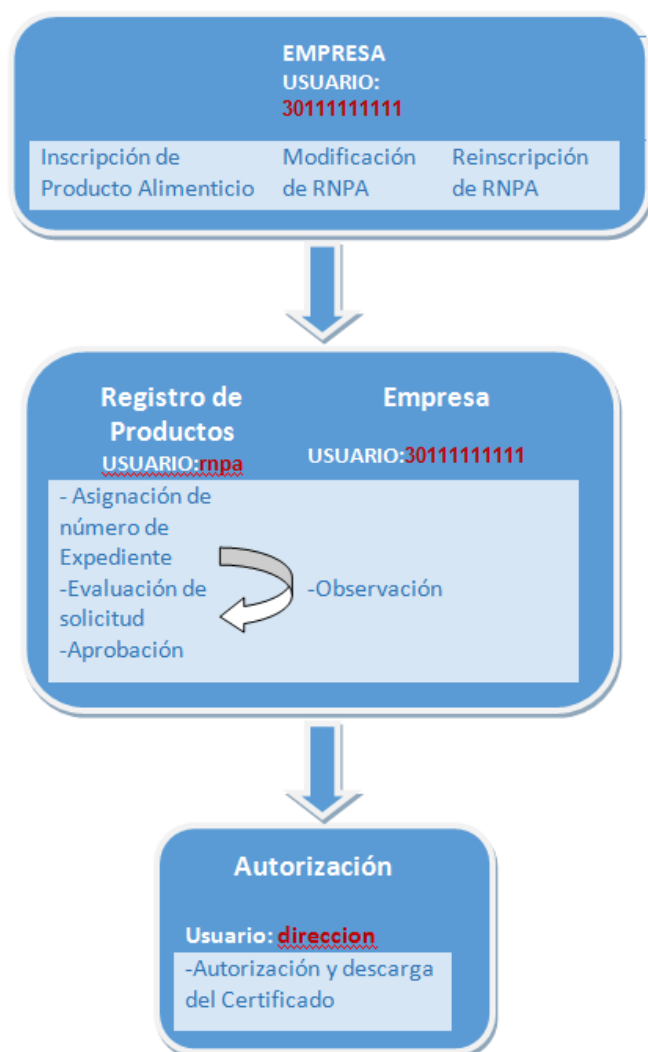 EMPRESA
USUARIO:
30111111111
Inscripción de
Producto Alimenticio
Modificación
de RNPA
Reinscripción
de RNPA
Registro de
Productos
USUARIO:rnpa
Empresa
USUARIO:30111111111
- Asignación de
número de
Expediente
-Evaluación de
solicitud
-Aprobación
-Observación
Autorización
Usuario: direccion
-Autorización y descarga
del Certificado